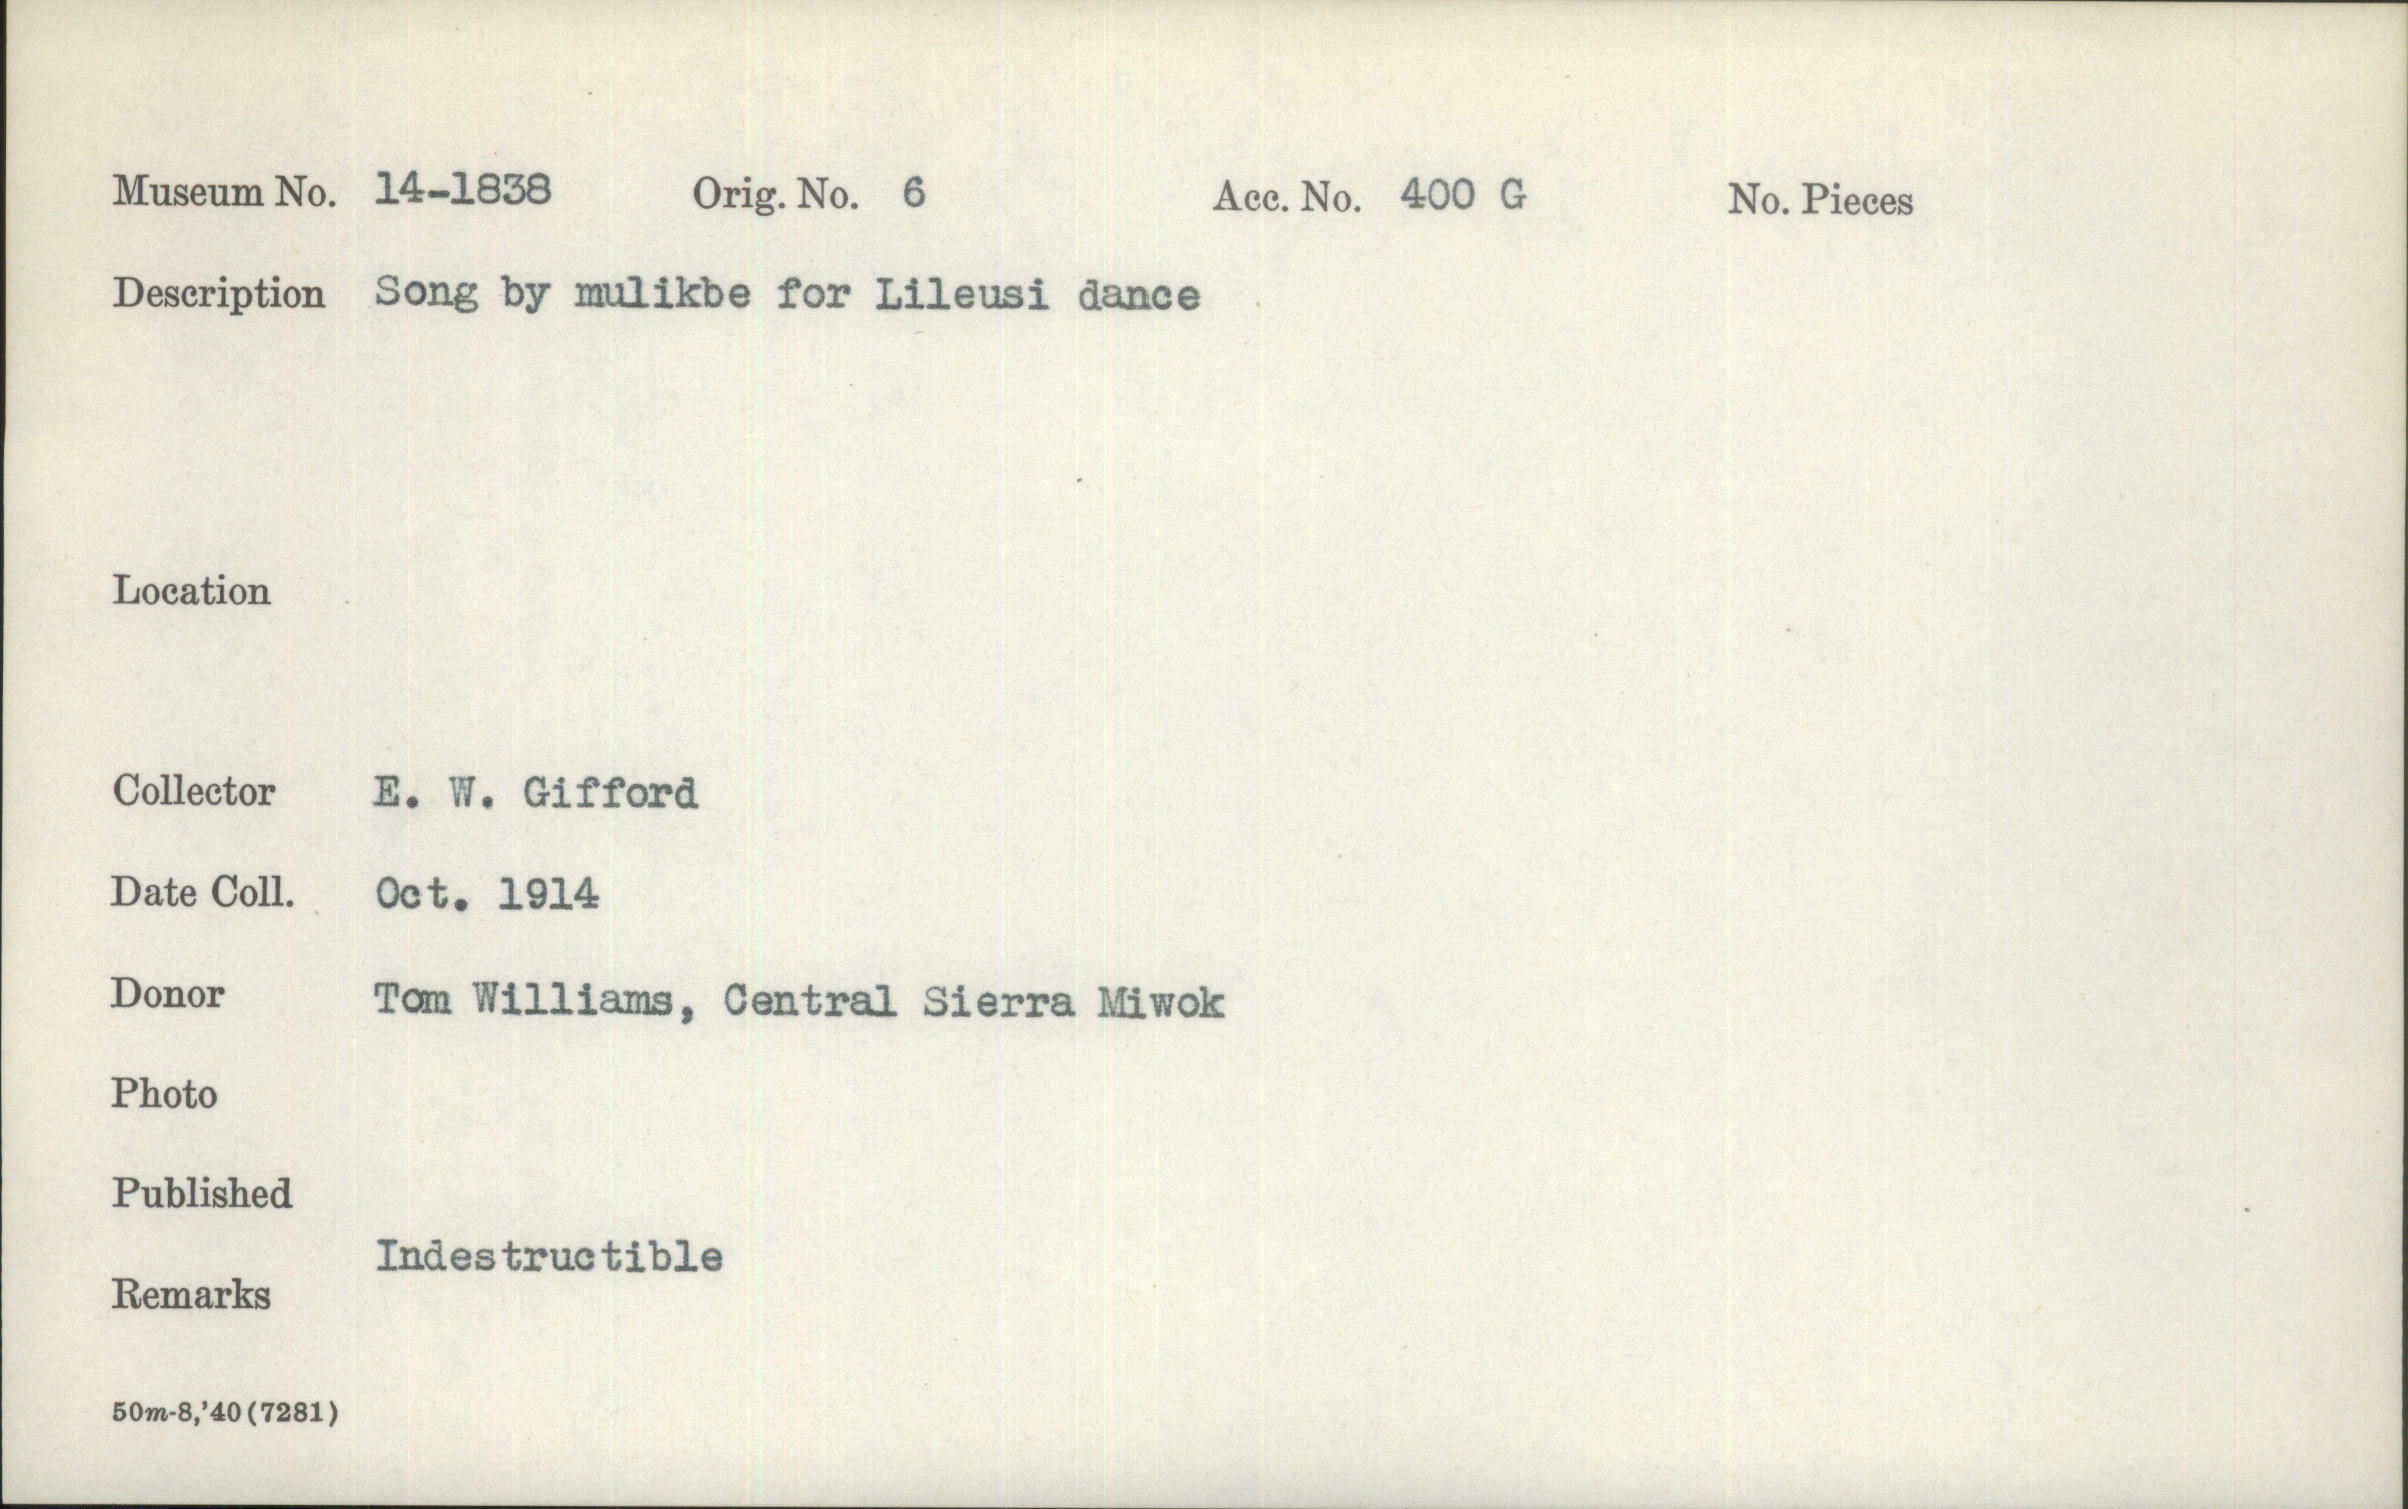 Museum No. 14-1838 Orig. No. 6 Acc. No. 400 G No. Pieces
Description Song by mulikbe for Lileusi dance
Location
Collector E. W. Gifford
Date Coll. Oct. 1914
Donor Tom Williams, Central Sierra Miwok
Photo
Published
Indestructible
Remarks
50m-8,'40(7281)